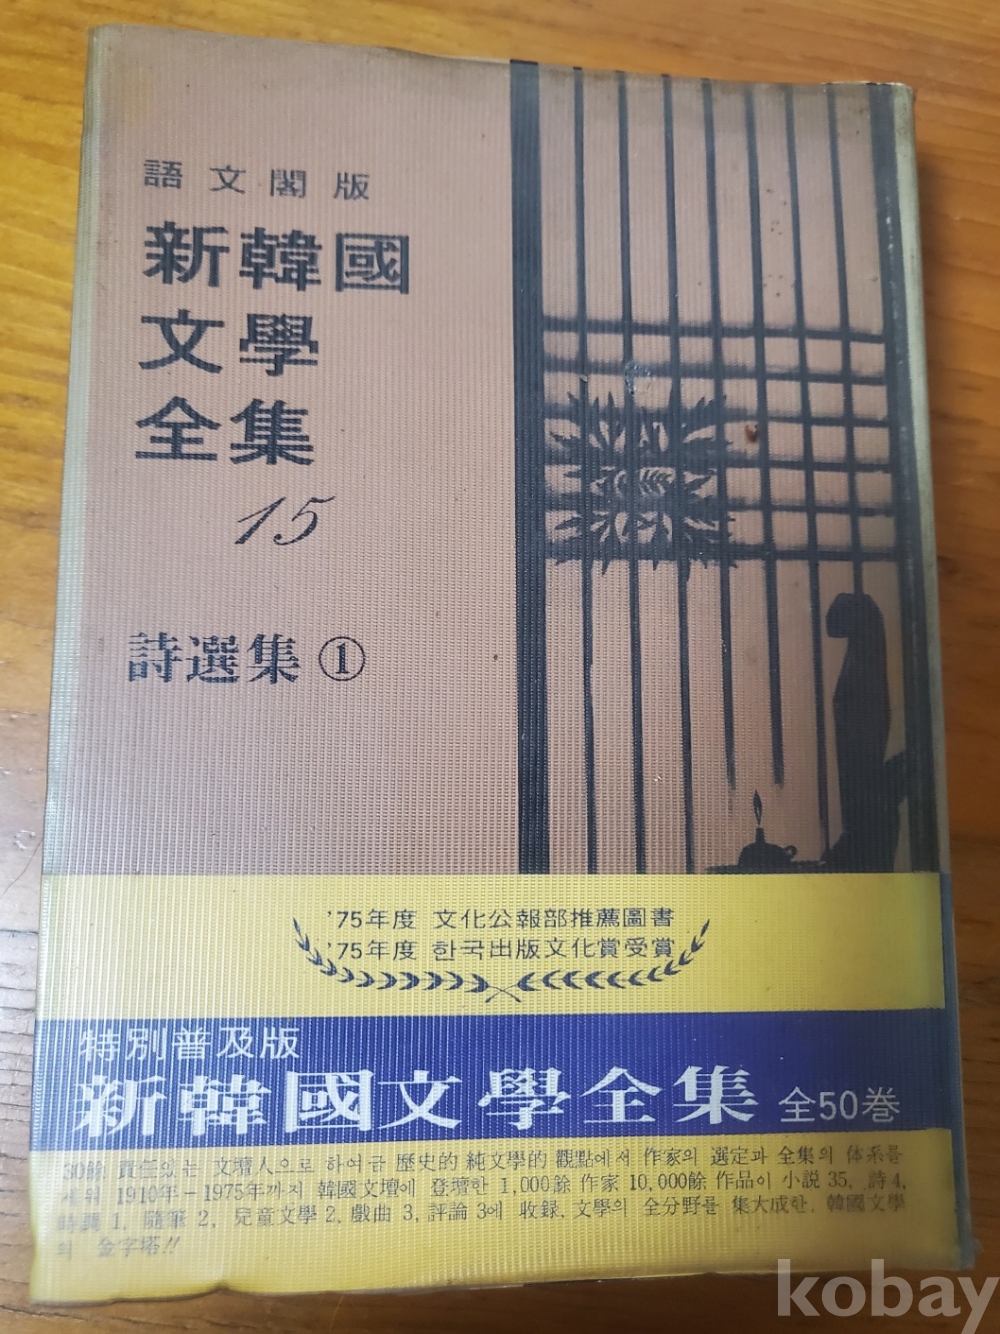 語文閣版
新韓國
文學
全集
15
詩選集 ①
'75年度 文化公報部推薦圖書
'75年度 한국出版文化賞受賞
特別普及版
新韓國文學全集 全50巻
30餘 責任있는 文壇人으로 하여금 歷史的 純文學的 觀點에서 作家의 選定과 全集의 体系를
세워 1910年-1975年까지 韓國文壇에 登壇한 1,000餘 作家 10,000餘 作品이 小説 35, 詩 4,
時調 1, 隨筆 2, 兒童文學 2, 戲曲 3, 評論 3에 收録, 文學의 全分野를 集大成한, 韓國文學
의 金字塔!!
kobay